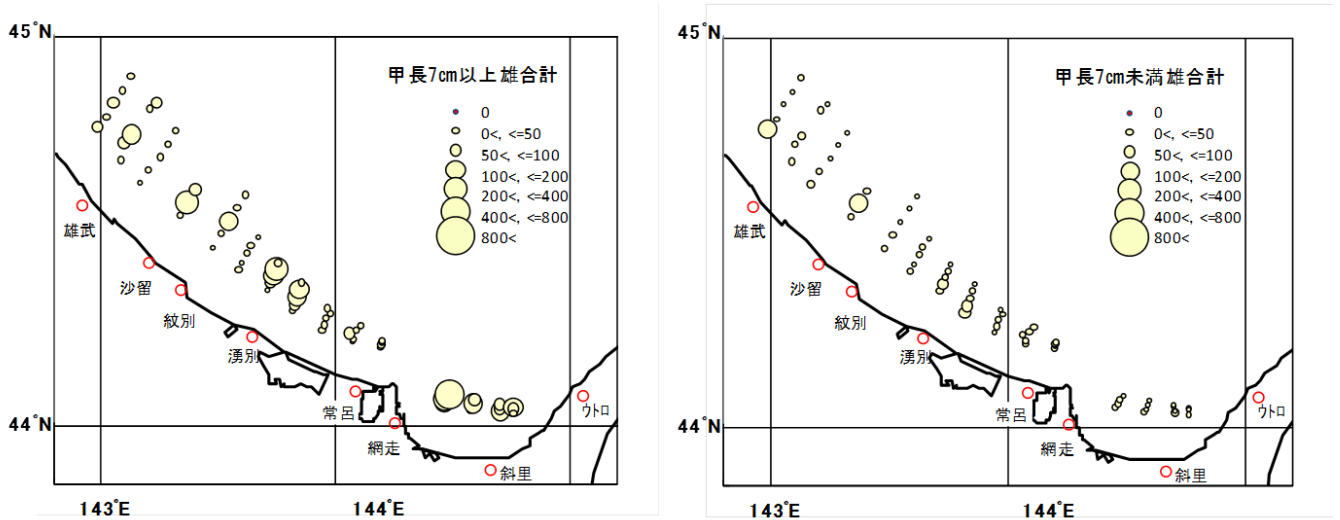 45°N
甲長7cm以上雄合計
0
0<, <=50
50<, <=100
100<, <=200
200<, <=400
400<, <=800
800<
雄武
沙留
紋別
湧別
常呂
網走
斜里
ウトロ
44°N
143°E
144°E
45°N
甲長7cm未満雄合計
0
0<, <=50
50<, <=100
100<, <=200
200<, <=400
400<, <=800
800<
雄武
沙留
紋別
湧別
常呂
網走
斜里
ウトロ
44°N
143°E
144°E